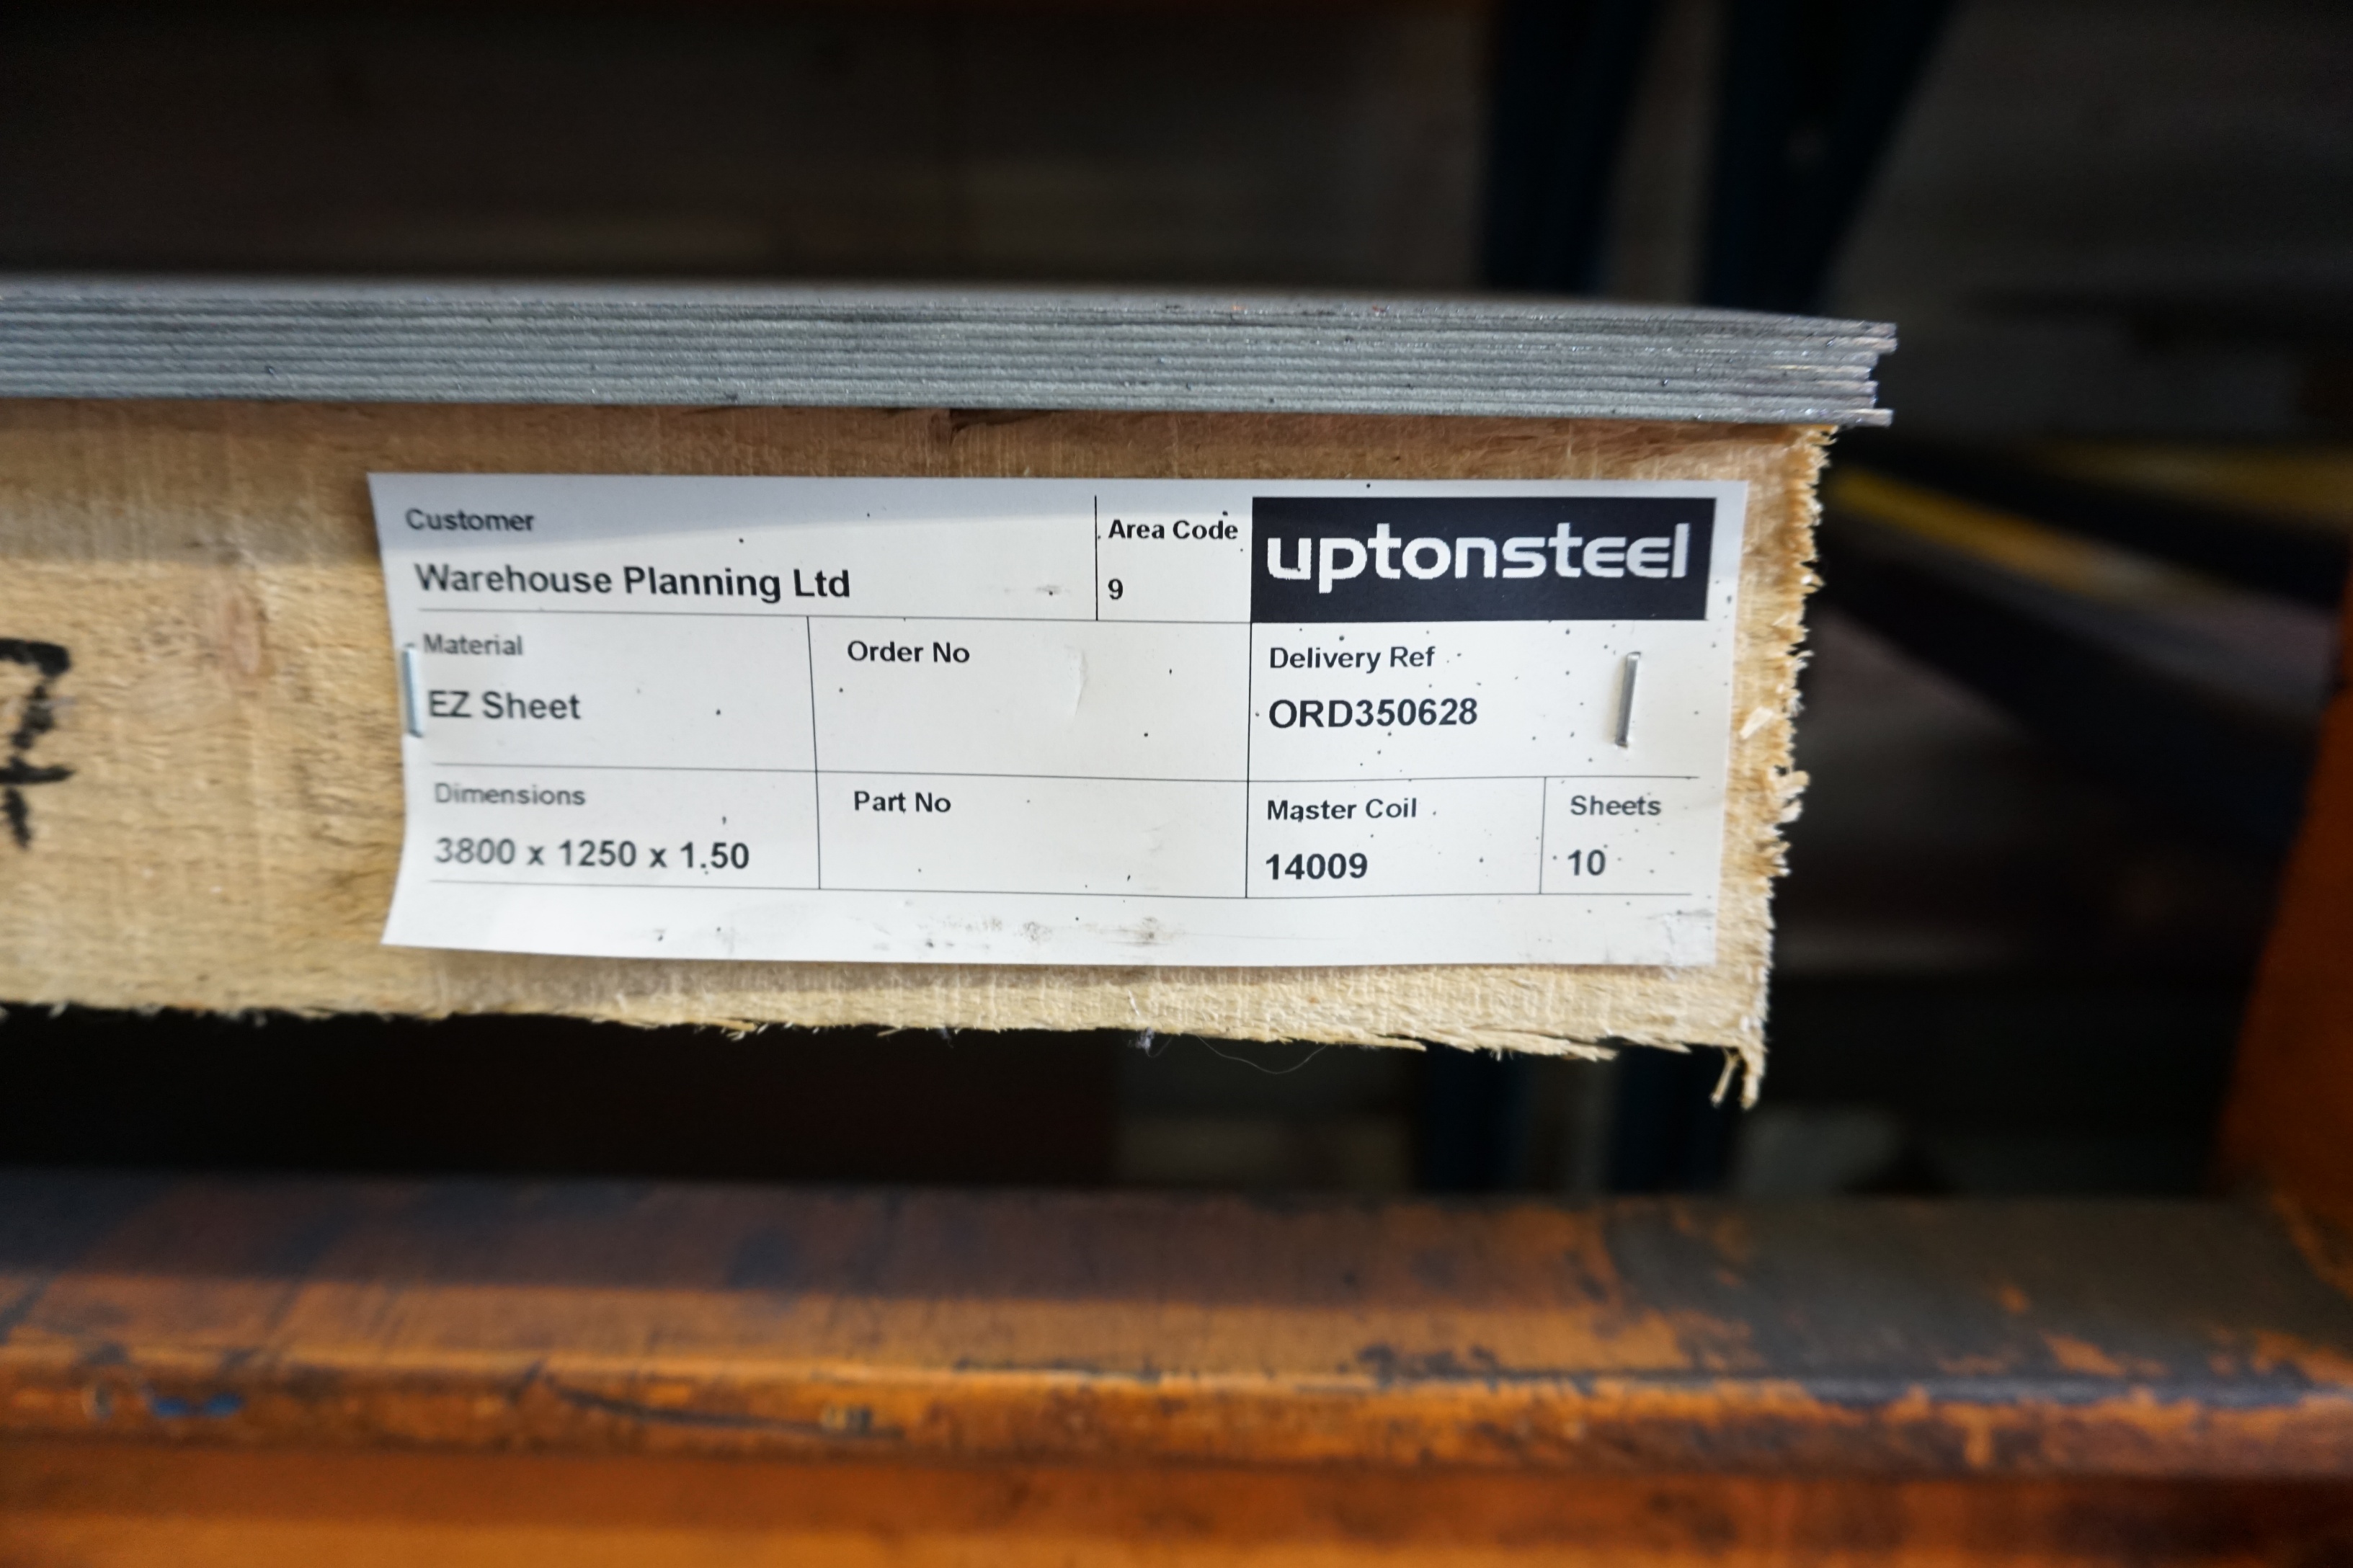 Customer
Warehouse Planning Ltd
Area Code
9
uptonsteel
Material
EZ Sheet
Order No
Delivery Ref
ORD350628
Dimensions
3800 x 1250 x 1.50
Part No
Master Coil
14009
Sheets
10